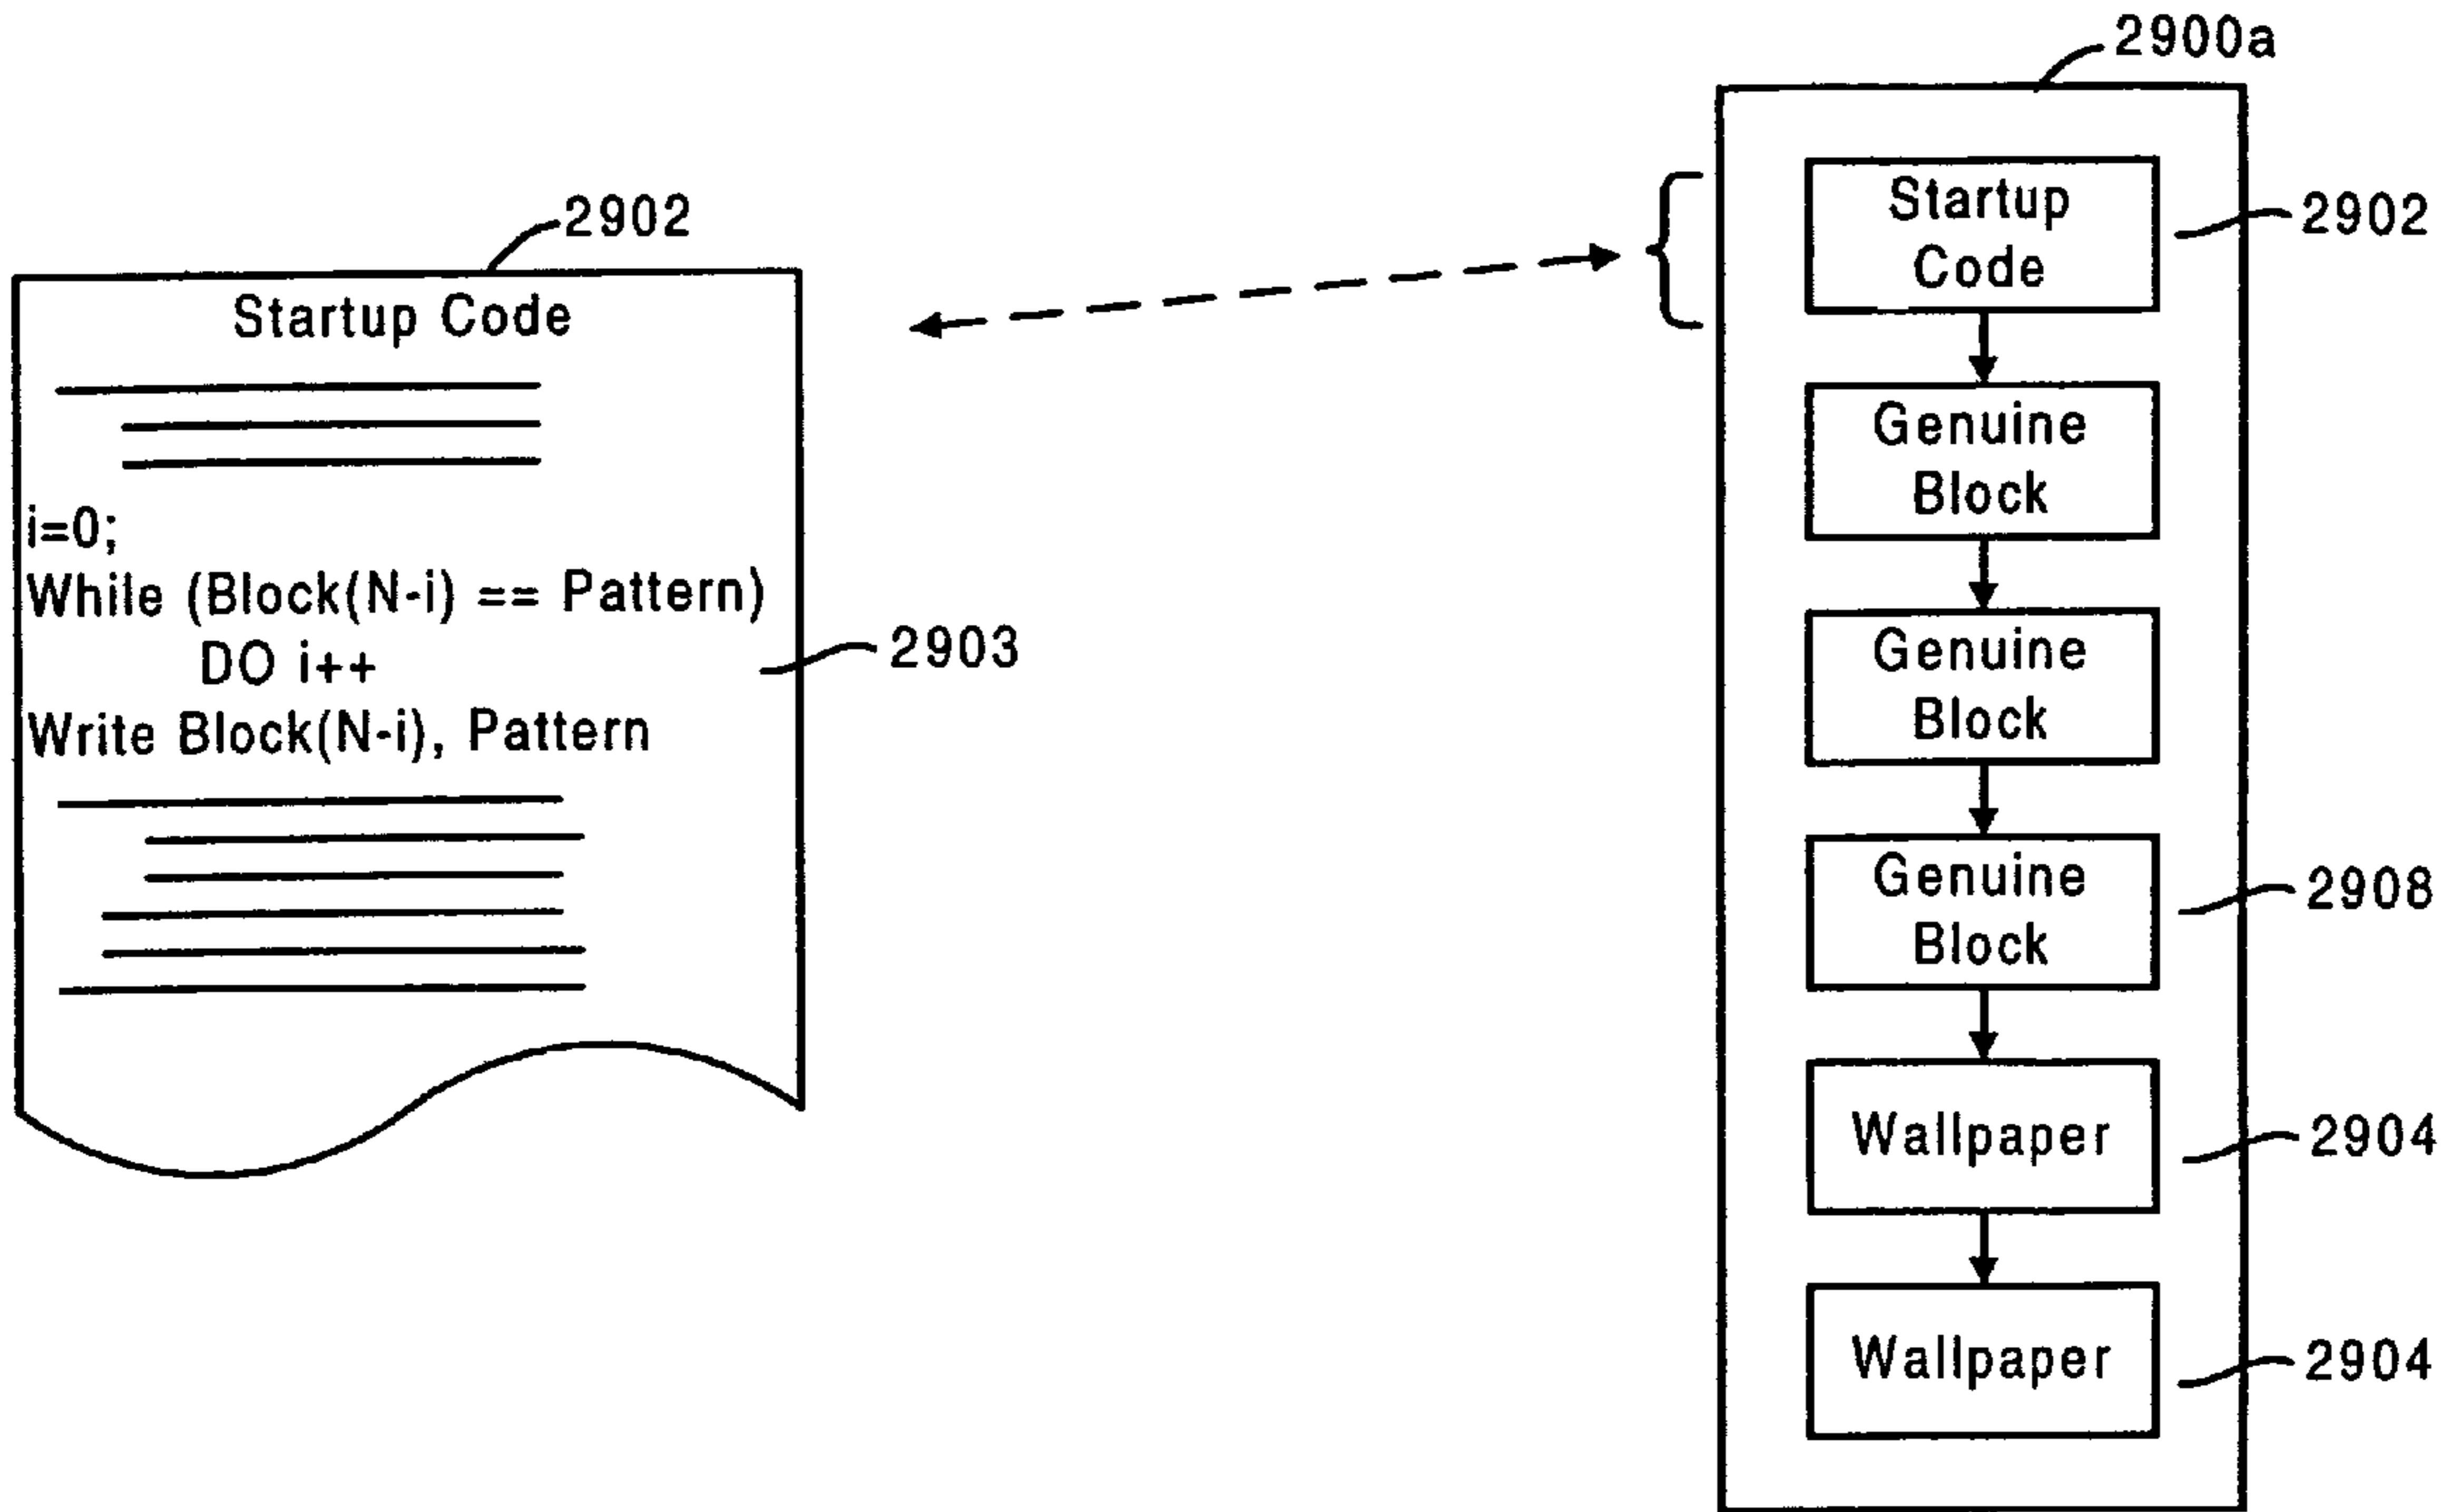 2902
Startup Code
i=0;
While (Block(N-i) == Pattern)
DO i++
Write Block(N-i), Pattern
2903
2900a
Startup
Code
2902
Genuine
Block
Genuine
Block
Genuine
Block
2908
Wallpaper
2904
Wallpaper
2904